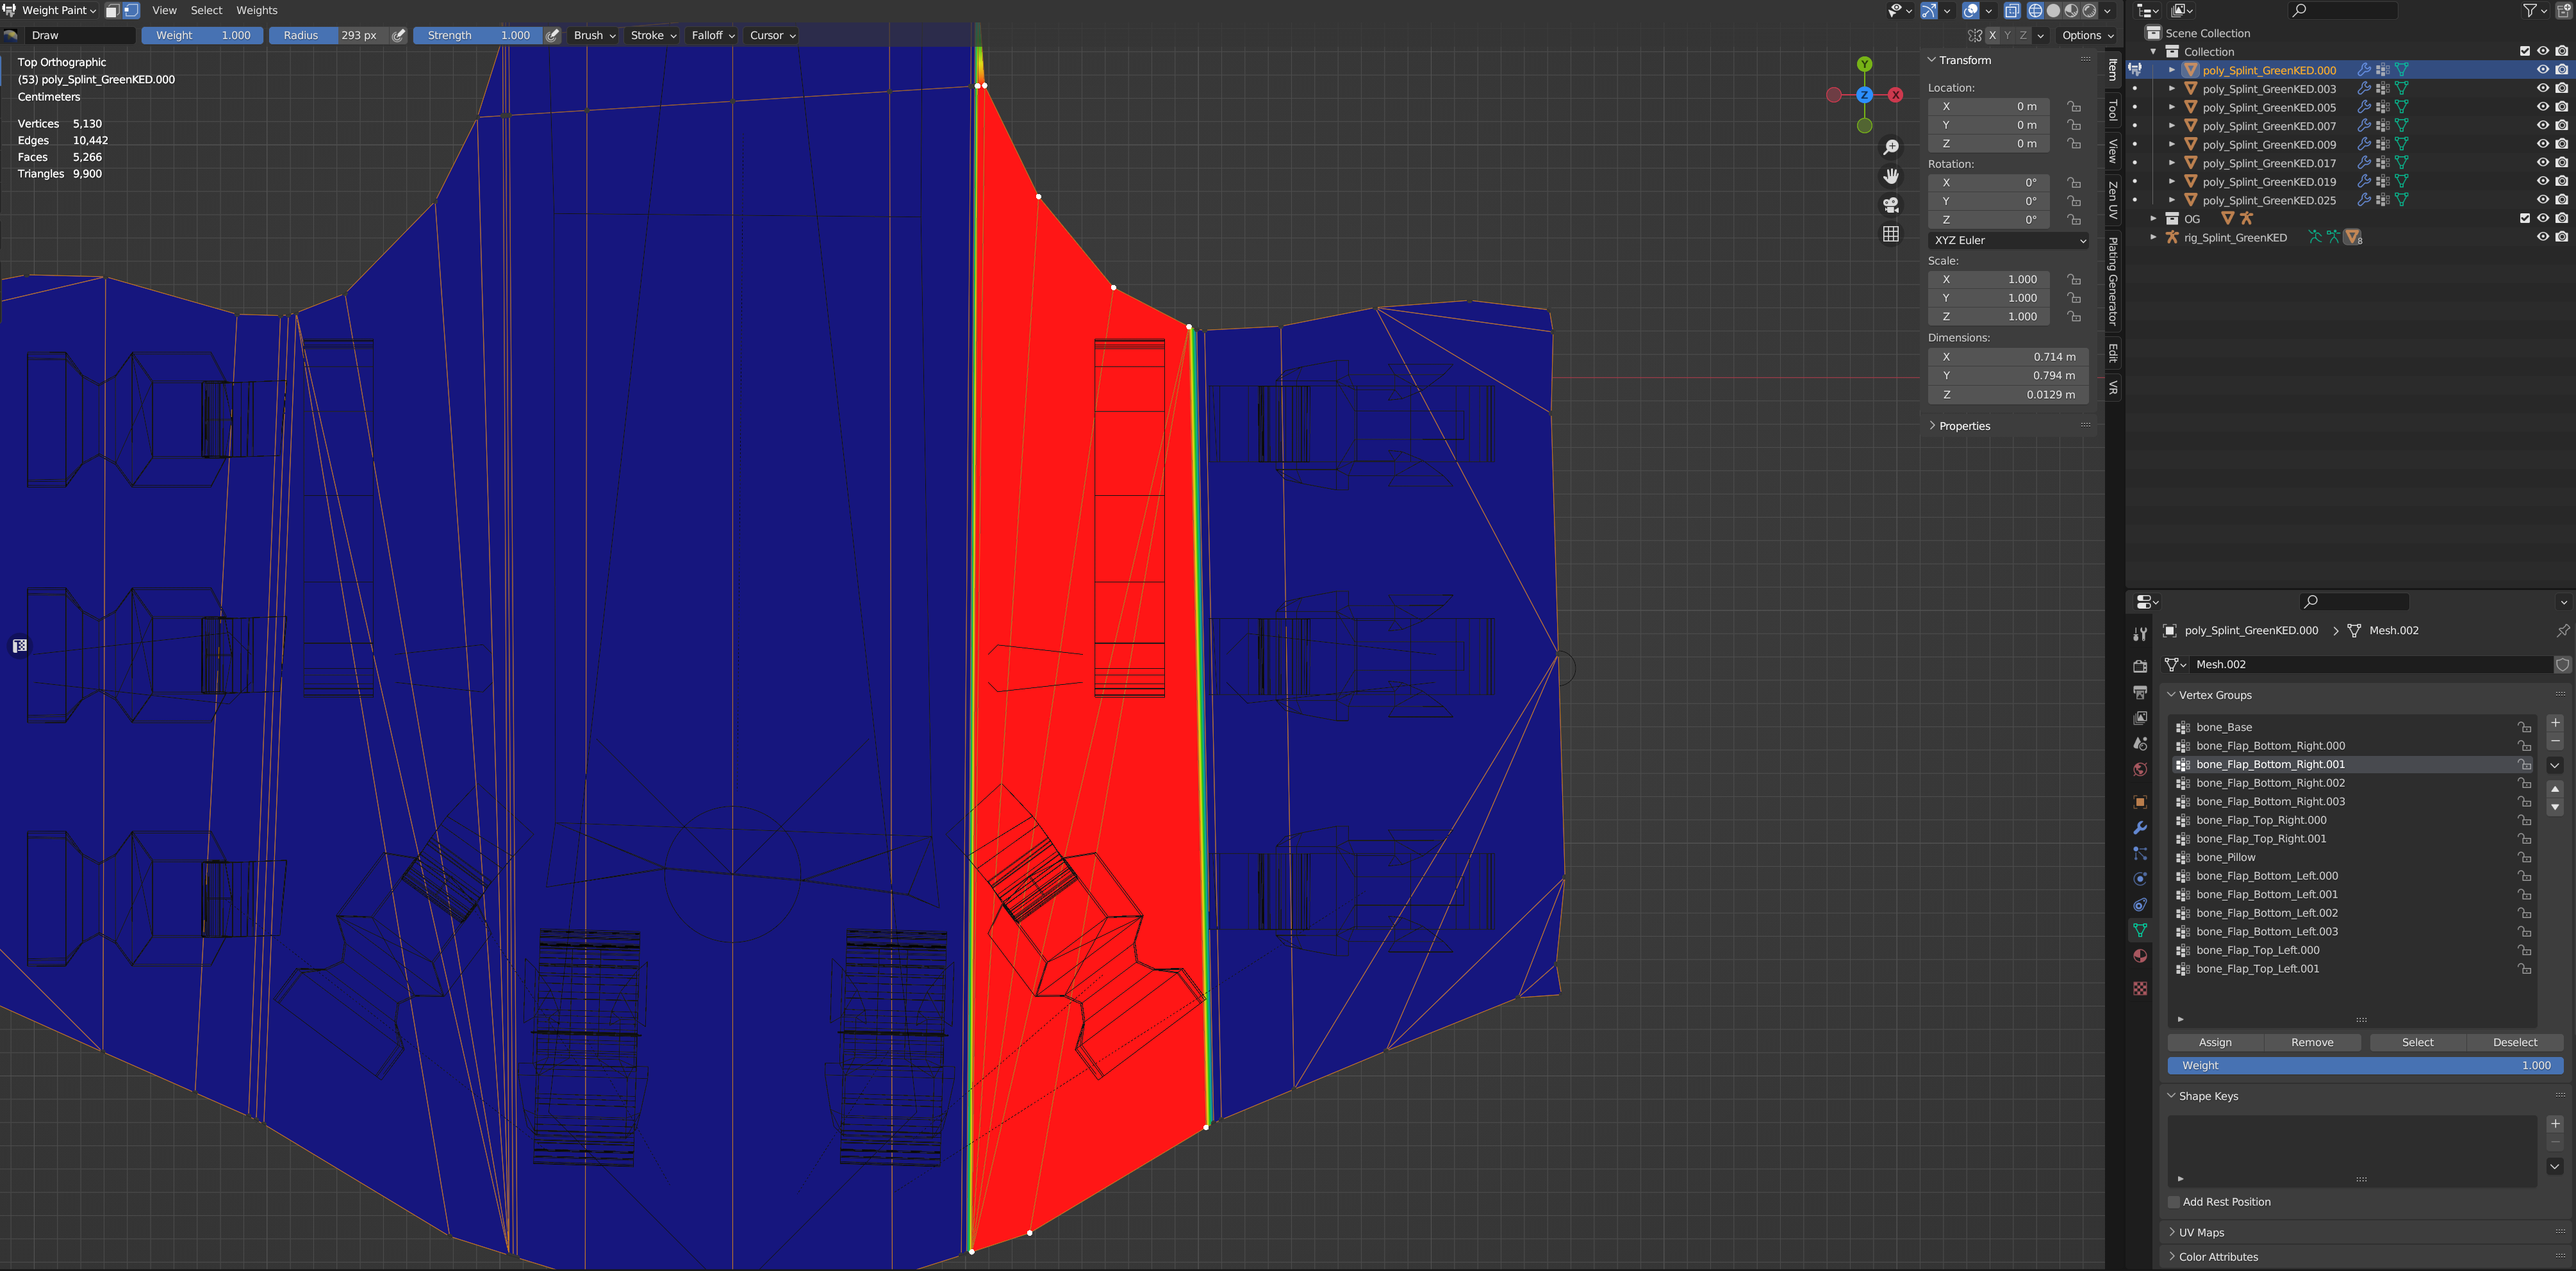 Weight Paint View Select Weights
Draw Weight 1.000 Radius 293 px Strength 1.000 Brush Stroke Falloff Cursor X Y Z Options
Top Orthographic
(53) poly_Splint_GreenKED.000
Centimeters
Vertices 5,130
Edges 10,442
Faces 5,266
Triangles 9,900
Y
Z X
Transform
Location:
X 0 m
Y 0 m
Z 0 m
Rotation:
X 0°
Y 0°
Z 0°
XYZ Euler
Scale:
X 1.000
Y 1.000
Z 1.000
Dimensions:
X 0.714 m
Y 0.794 m
Z 0.0129 m
Properties
Item
Tool
View
Zen UV
Plating Generator
Edit
VR
Scene Collection
Collection
poly_Splint_GreenKED.000
poly_Splint_GreenKED.003
poly_Splint_GreenKED.005
poly_Splint_GreenKED.007
poly_Splint_GreenKED.009
poly_Splint_GreenKED.017
poly_Splint_GreenKED.019
poly_Splint_GreenKED.025
OG
rig_Splint_GreenKED 8
poly_Splint_GreenKED.000 Mesh.002
Mesh.002
Vertex Groups
bone_Base
bone_Flap_Bottom_Right.000
bone_Flap_Bottom_Right.001
bone_Flap_Bottom_Right.002
bone_Flap_Bottom_Right.003
bone_Flap_Top_Right.000
bone_Flap_Top_Right.001
bone_Pillow
bone_Flap_Bottom_Left.000
bone_Flap_Bottom_Left.001
bone_Flap_Bottom_Left.002
bone_Flap_Bottom_Left.003
bone_Flap_Top_Left.000
bone_Flap_Top_Left.001
Assign Remove Select Deselect
Weight 1.000
Shape Keys
Add Rest Position
UV Maps
Color Attributes